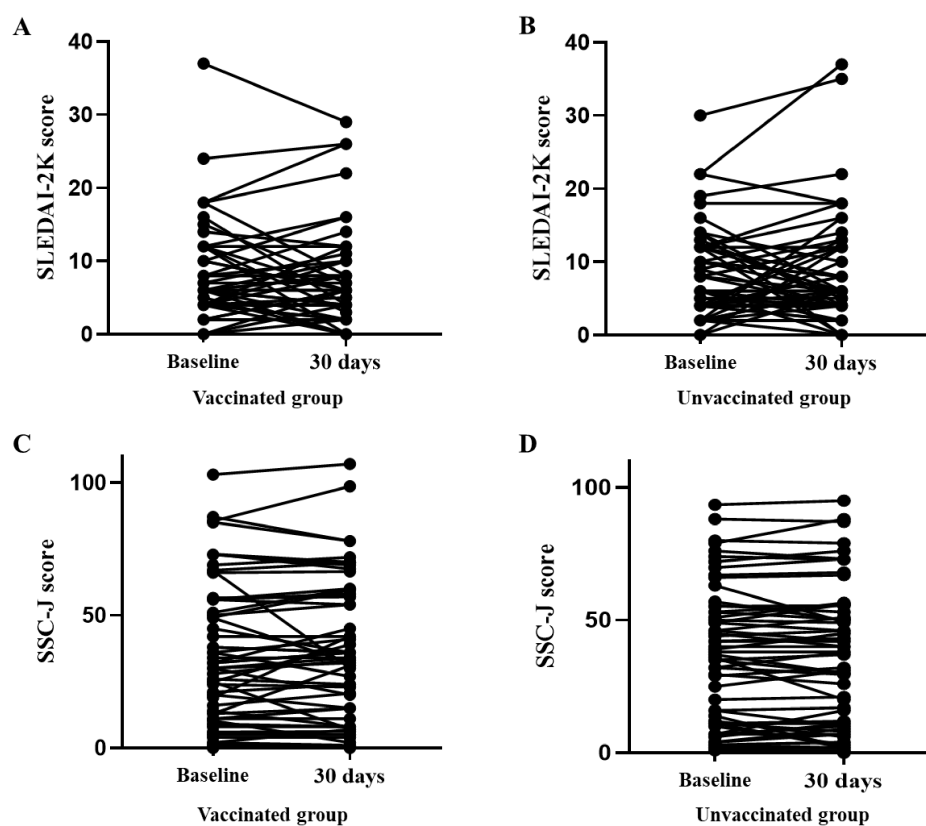 A
SLEDAI-2K score
40
30
20
10
0
Baseline
30 days
Vaccinated group
B
SLEDAI-2K score
40
30
20
10
0
Baseline
30 days
Unvaccinated group
C
SSC-J score
100
50
0
Baseline
30 days
Vaccinated group
D
SSC-J score
100
50
0
Baseline
30 days
Unvaccinated group